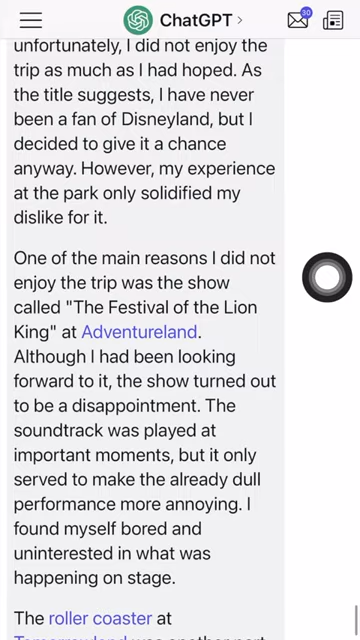 ChatGPT >
30
unfortunately, I did not enjoy the
trip as much as I had hoped. As
the title suggests, I have never
been a fan of Disneyland, but I
decided to give it a chance
anyway. However, my experience
at the park only solidified my
dislike for it.
One of the main reasons I did not
enjoy the trip was the show
called "The Festival of the Lion
King" at Adventureland.
Although I had been looking
forward to it, the show turned out
to be a disappointment. The
soundtrack was played at
important moments, but it only
served to make the already dull
performance more annoying. I
found myself bored and
uninterested in what was
happening on stage.
The roller coaster at
Tomorrowland was another part